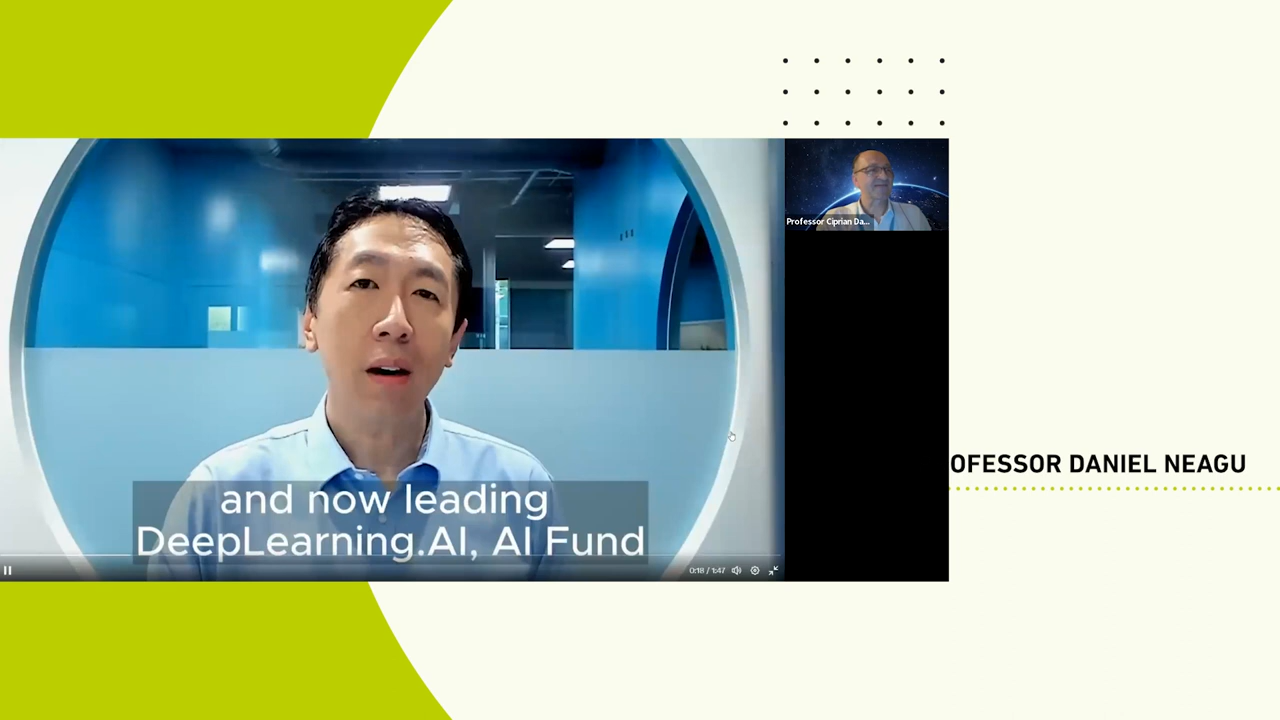 Professor Ciprian Da...
OFESSOR DANIEL NEAGU
and now leading
DeepLearning.AI, AI Fund
0:18 / 1:47